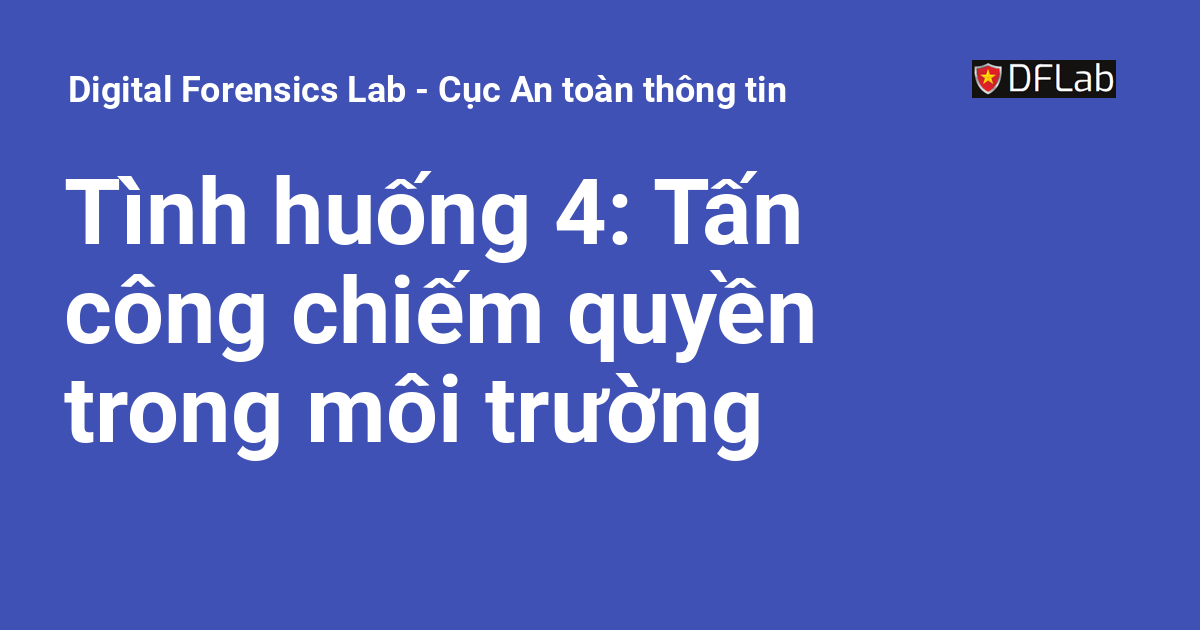 Digital Forensics Lab - Cục An toàn thông tin
DFLab
Tình huống 4: Tấn
công chiếm quyền
trong môi trường